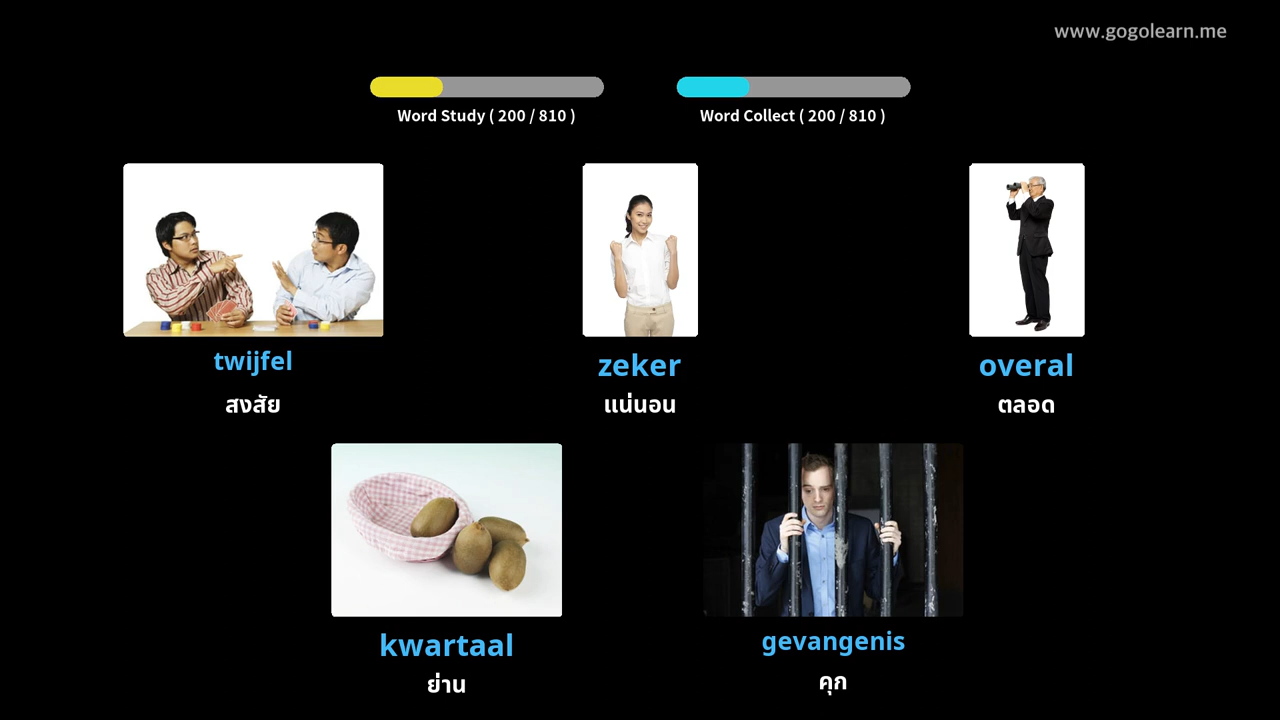 www.gogolearn.me
Word Study ( 200 / 810 )
Word Collect ( 200 / 810 )
twijfel
สงสัย
zeker
แน่นอน
overal
ตลอด
kwartaal
ย่าน
gevangenis
คุก